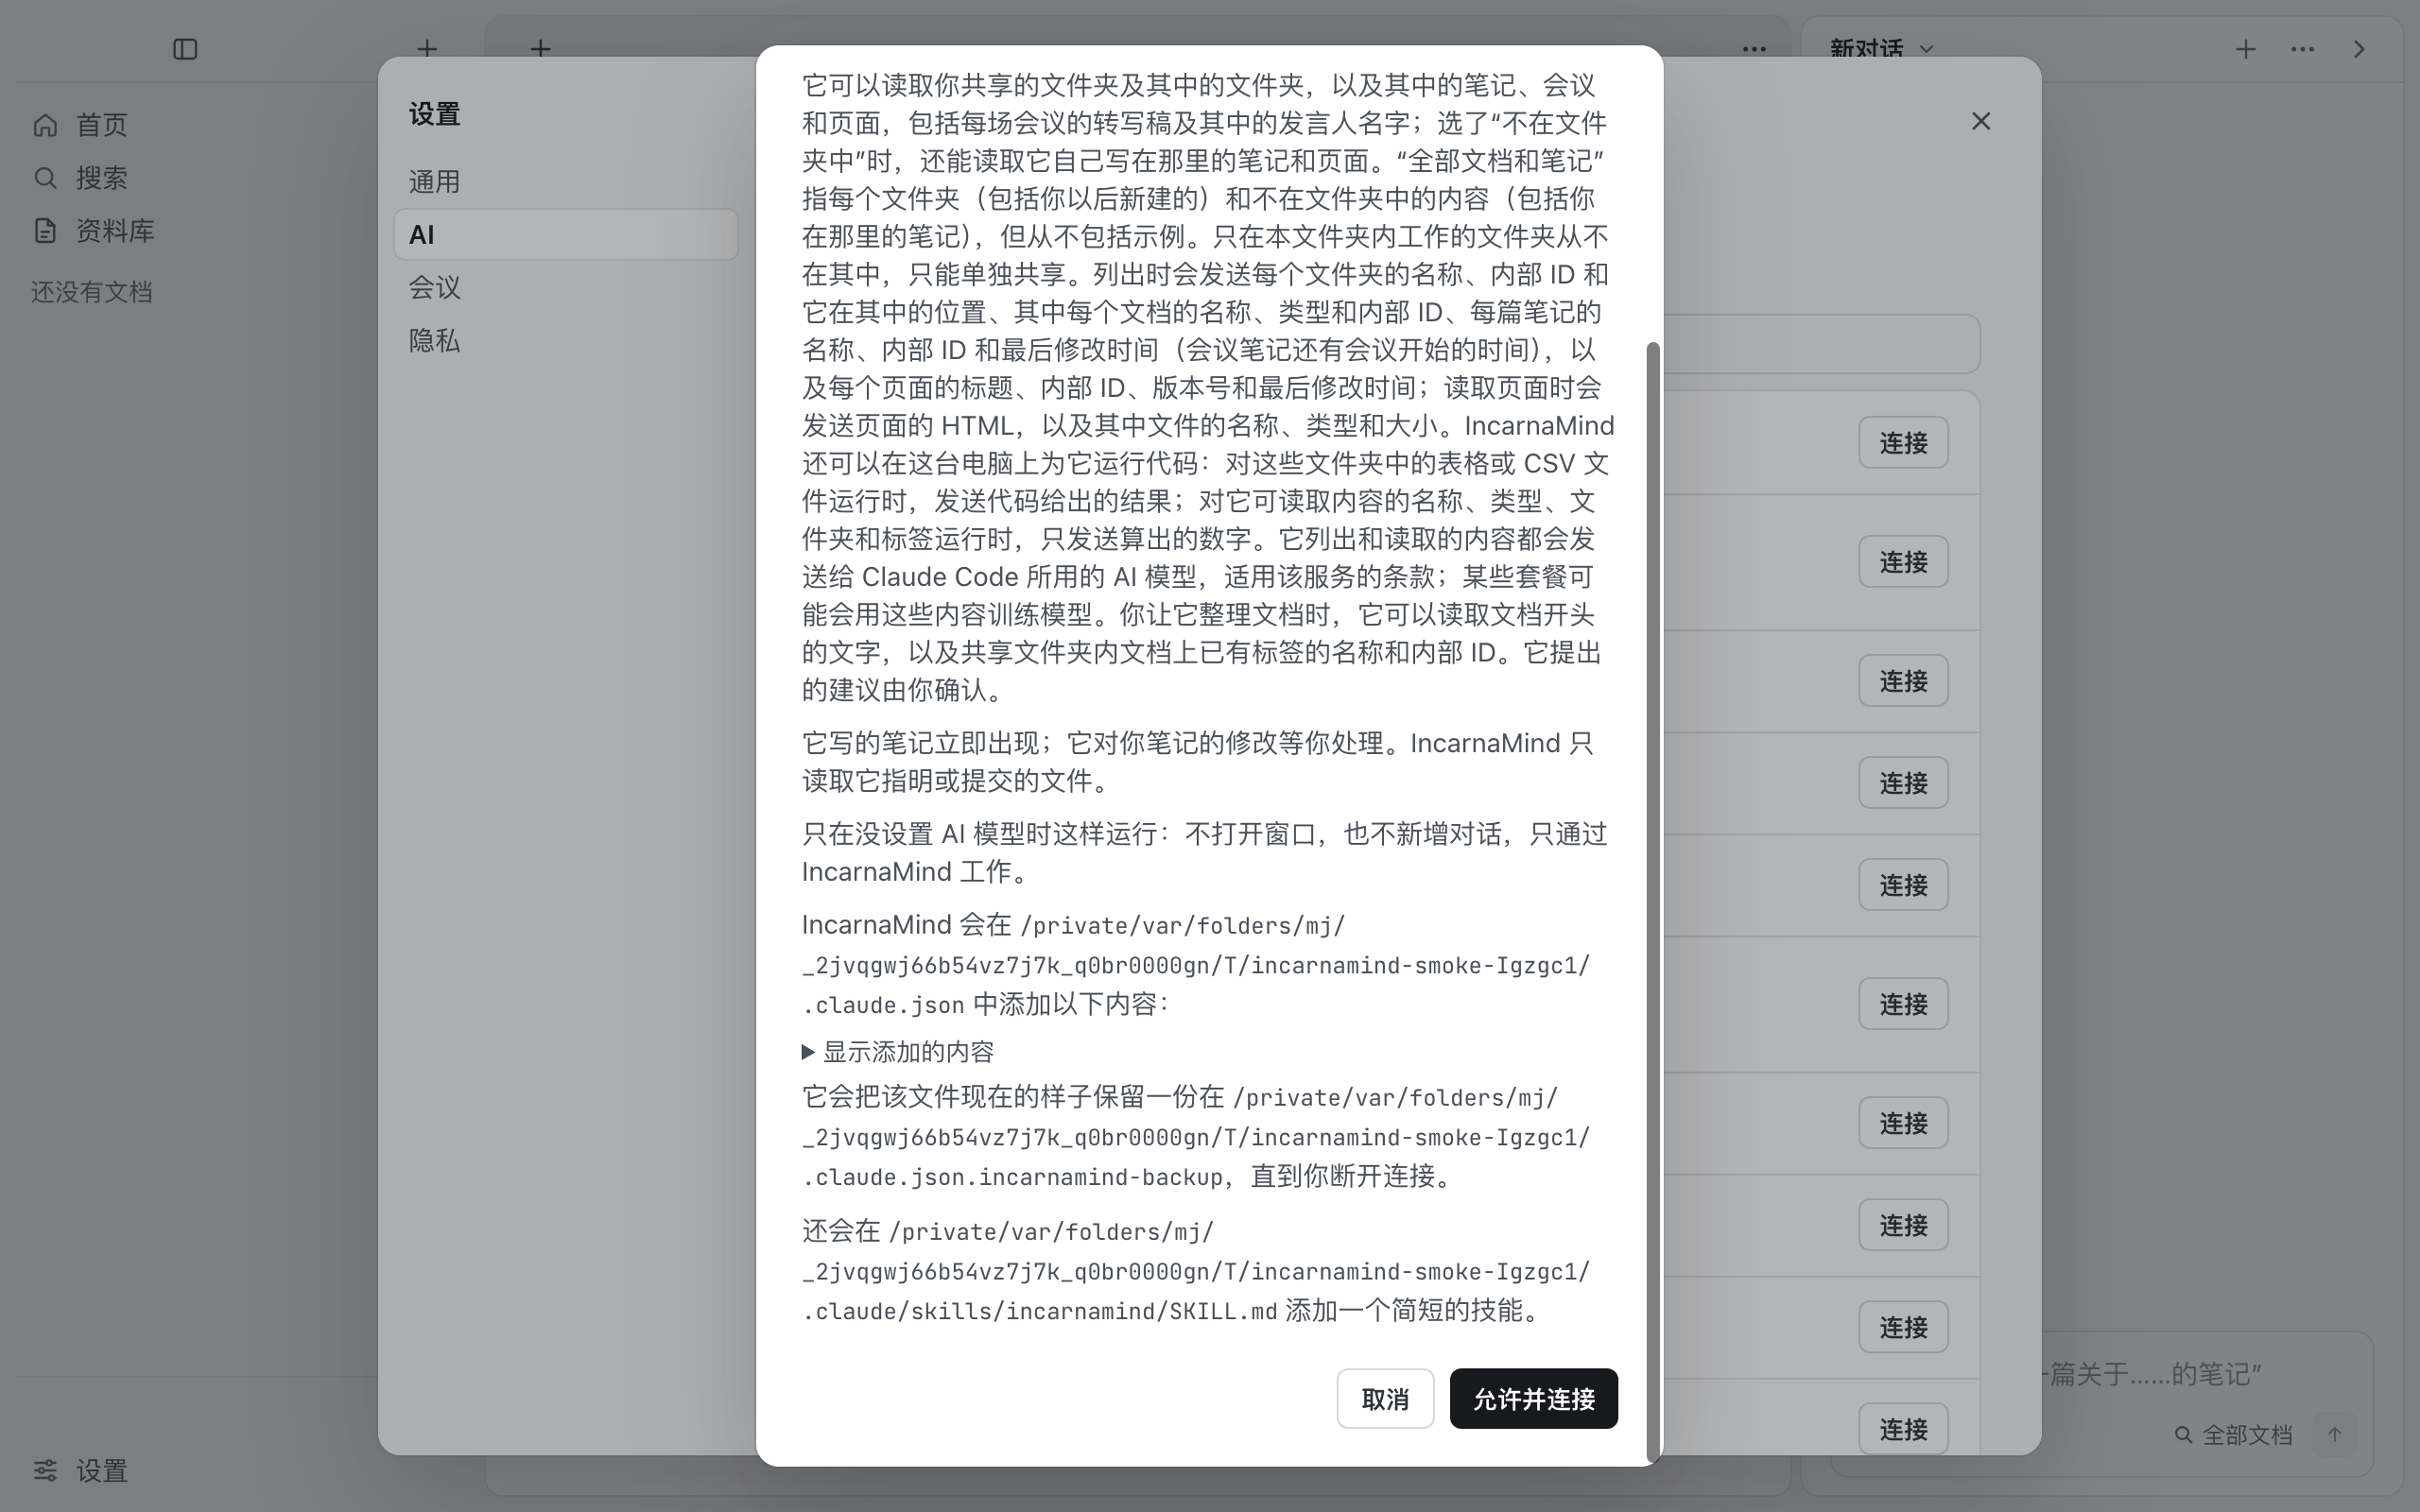 新对话
首页
搜索
资料库
还没有文档
设置
设置
通用
AI
会议
隐私
它可以读取你共享的文件夹及其中的文件夹，以及其中的笔记、会议
和页面，包括每场会议的转写稿及其中的发言人名字；选了“不在文件
夹中”时，还能读取它自己写在那里的笔记和页面。“全部文档和笔记”
指每个文件夹（包括你以后新建的）和不在文件夹中的内容（包括你
在那里的笔记），但从不包括示例。只在本文件夹内工作的文件夹从不
在其中，只能单独共享。列出时会发送每个文件夹的名称、内部 ID 和
它在其中的位置、其中每个文档的名称、类型和内部 ID、每篇笔记的
名称、内部 ID 和最后修改时间（会议笔记还有会议开始的时间），以
及每个页面的标题、内部 ID、版本号和最后修改时间；读取页面时会
发送页面的 HTML，以及其中文件的名称、类型和大小。IncarnaMind
还可以在这台电脑上为它运行代码：对这些文件夹中的表格或 CSV 文
件运行时，发送代码给出的结果；对它可读取内容的名称、类型、文
件夹和标签运行时，只发送算出的数字。它列出和读取的内容都会发
送给 Claude Code 所用的 AI 模型，适用该服务的条款；某些套餐可
能会用这些内容训练模型。你让它整理文档时，它可以读取文档开头
的文字，以及共享文件夹内文档上已有标签的名称和内部 ID。它提出
的建议由你确认。
它写的笔记立即出现；它对你笔记的修改等你处理。IncarnaMind 只
读取它指明或提交的文件。
只在没设置 AI 模型时这样运行：不打开窗口，也不新增对话，只通过
IncarnaMind 工作。
IncarnaMind 会在 /private/var/folders/mj/
_2jvqgwj66b54vz7j7k_q0br0000gn/T/incarnamind-smoke-Igzgc1/
.claude.json 中添加以下内容：
▶ 显示添加的内容
它会把该文件现在的样子保留一份在 /private/var/folders/mj/
_2jvqgwj66b54vz7j7k_q0br0000gn/T/incarnamind-smoke-Igzgc1/
.claude.json.incarnamind-backup，直到你断开连接。
还会在 /private/var/folders/mj/
_2jvqgwj66b54vz7j7k_q0br0000gn/T/incarnamind-smoke-Igzgc1/
.claude/skills/incarnamind/SKILL.md 添加一个简短的技能。
取消
允许并连接
连接
连接
连接
连接
连接
连接
连接
连接
连接
连接
篇关于……的笔记”
全部文档